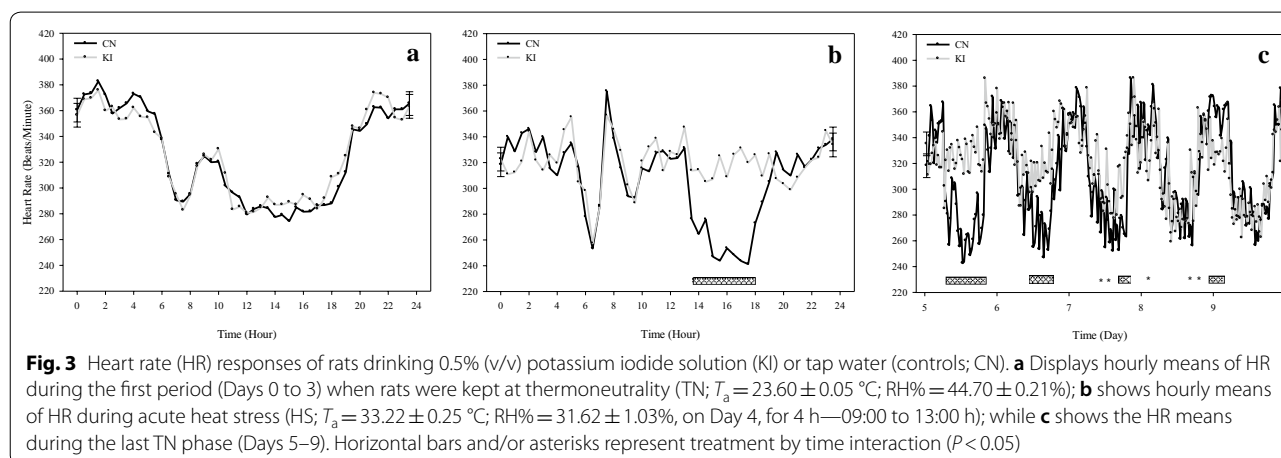 420
400
380
360
340
320
300
280
260
240
220
Heart Rate (Beats/Minute)
CN
KI
a
0 2 4 6 8 10 12 14 16 18 20 22 24
Time (Hour)
420
400
380
360
340
320
300
280
260
240
220
CN
KI
b
0 2 4 6 8 10 12 14 16 18 20 22 24
Time (Hour)
420
400
380
360
340
320
300
280
260
240
220
CN
KI
c
* * * * *
5 6 7 8 9
Time (Day)
Fig. 3 Heart rate (HR) responses of rats drinking 0.5% (v/v) potassium iodide solution (KI) or tap water (controls; CN). a Displays hourly means of HR
during the first period (Days 0 to 3) when rats were kept at thermoneutrality (TN; Ta = 23.60 ± 0.05 °C; RH% = 44.70 ± 0.21%); b shows hourly means
of HR during acute heat stress (HS; Ta = 33.22 ± 0.25 °C; RH% = 31.62 ± 1.03%, on Day 4, for 4 h—09:00 to 13:00 h); while c shows the HR means
during the last TN phase (Days 5–9). Horizontal bars and/or asterisks represent treatment by time interaction (P < 0.05)